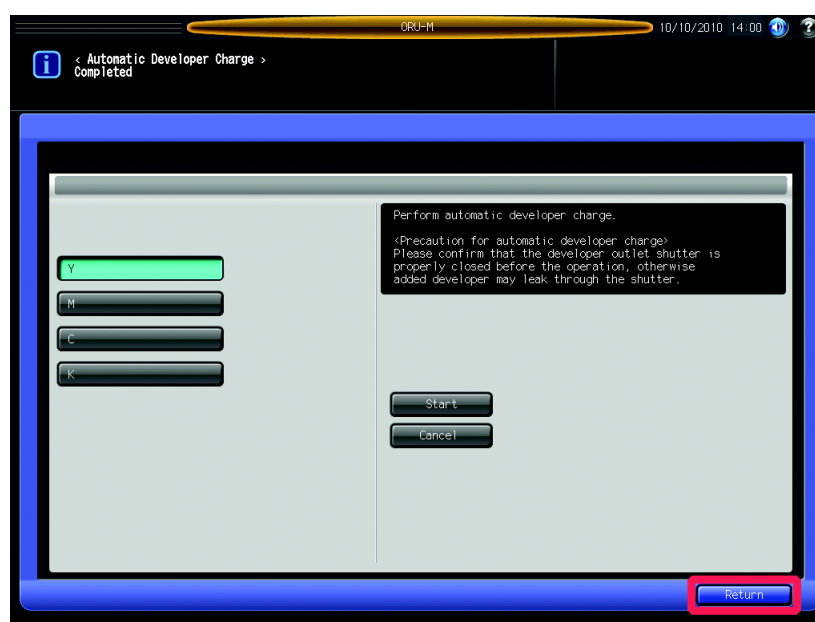 ORU-M
10/10/2010 14:00
i
< Automatic Developer Charge >
Completed
Perform automatic developer charge.
<Precaution for automatic developer charge>
Please confirm that the developer outlet shutter is
properly closed before the operation, otherwise
added developer may leak through the shutter.
Y
M
C
K
Start
Cancel
Return